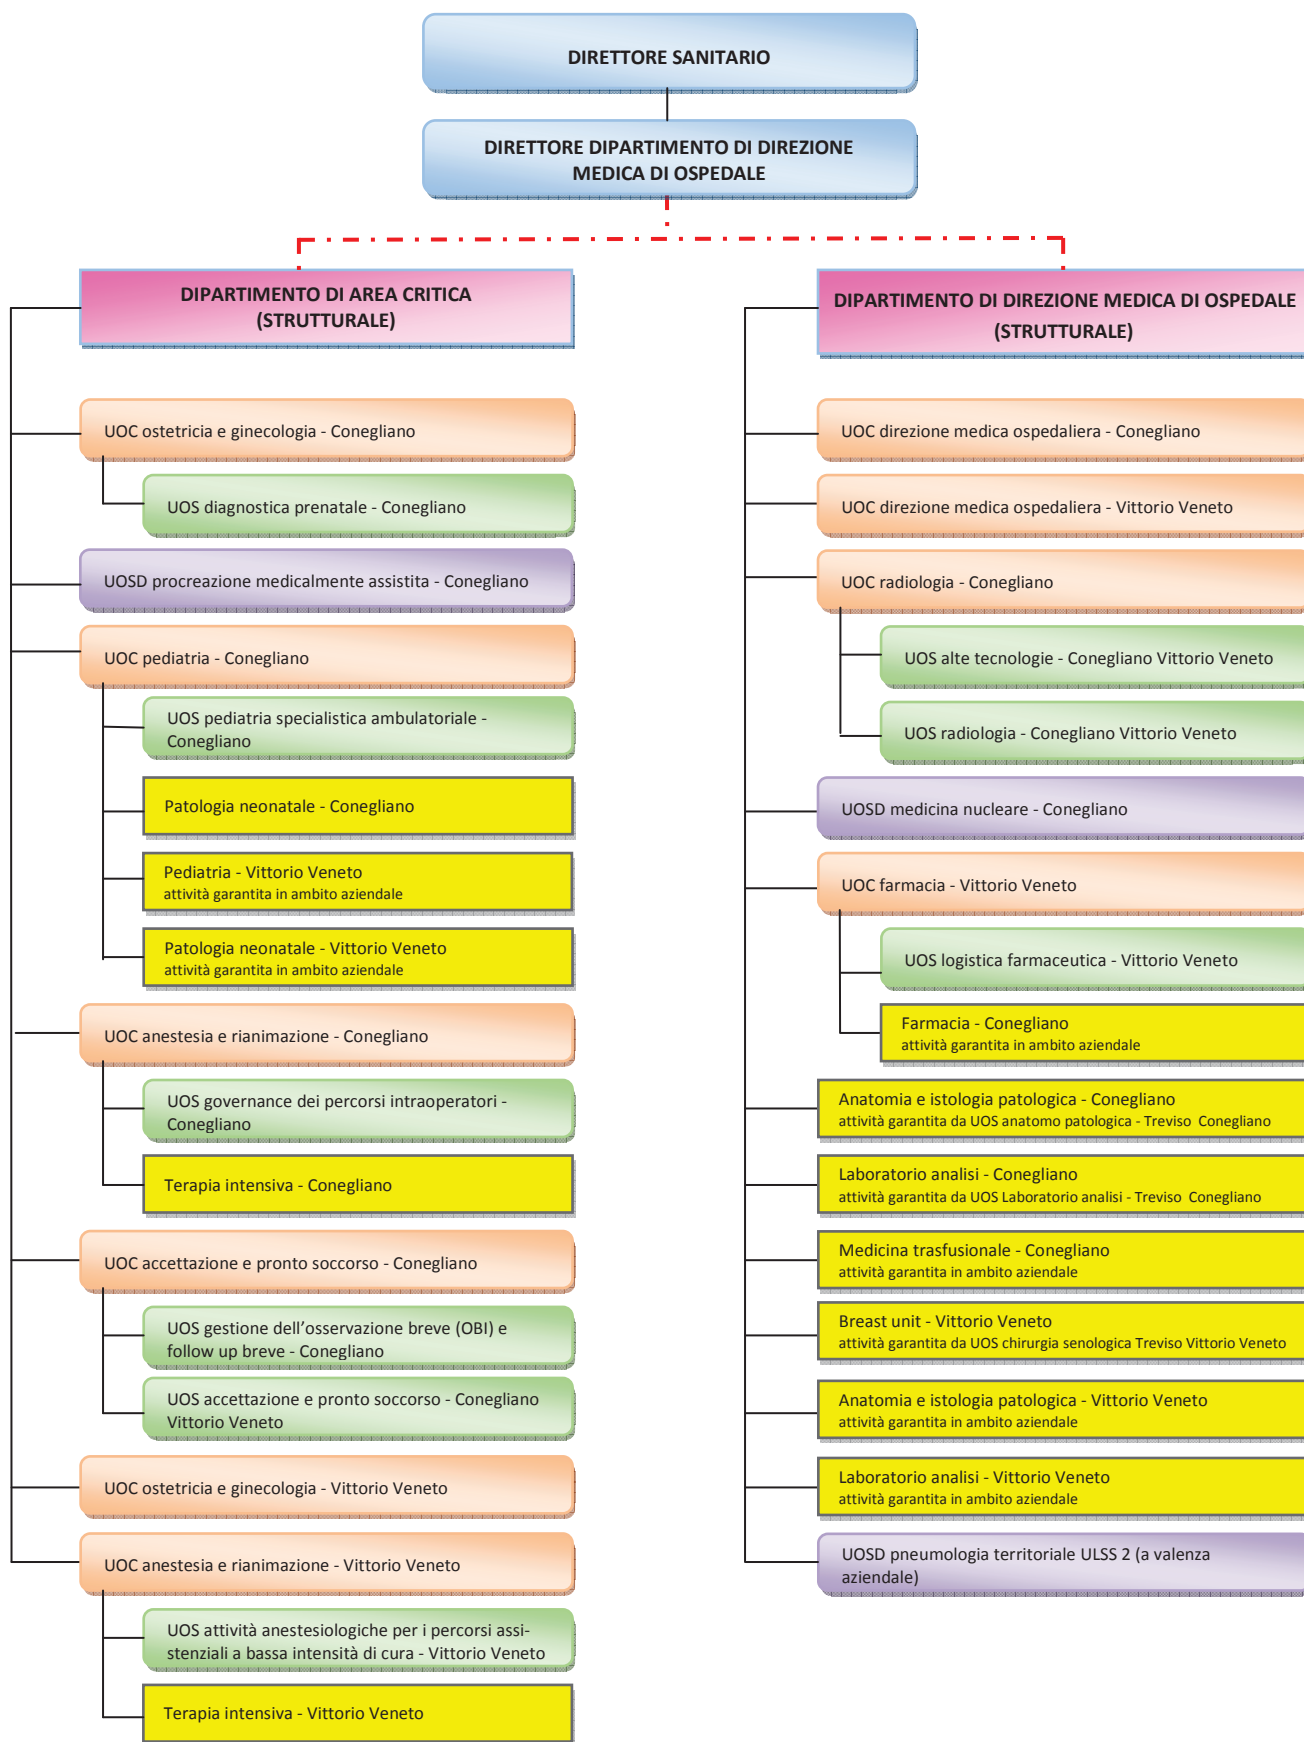 DIRETTORE SANITARIO
DIRETTORE DIPARTIMENTO DI DIREZIONE
MEDICA DI OSPEDALE
DIPARTIMENTO DI AREA CRITICA
(STRUTTURALE)
UOC ostetricia e ginecologia - Conegliano
UOS diagnostica prenatale - Conegliano
UOSD procreazione medicalmente assistita - Conegliano
UOC pediatria - Conegliano
UOS pediatria specialistica ambulatoriale -
Conegliano
Patologia neonatale - Conegliano
Pediatria - Vittorio Veneto
attività garantita in ambito aziendale
Patologia neonatale - Vittorio Veneto
attività garantita in ambito aziendale
UOC anestesia e rianimazione - Conegliano
UOS governance dei percorsi intraoperatori -
Conegliano
Terapia intensiva - Conegliano
UOC accettazione e pronto soccorso - Conegliano
UOS gestione dell’osservazione breve (OBI) e
follow up breve - Conegliano
UOS accettazione e pronto soccorso - Conegliano
Vittorio Veneto
UOC ostetricia e ginecologia - Vittorio Veneto
UOC anestesia e rianimazione - Vittorio Veneto
UOS attività anestesiologiche per i percorsi assi-
stenziali a bassa intensità di cura - Vittorio Veneto
Terapia intensiva - Vittorio Veneto
DIPARTIMENTO DI DIREZIONE MEDICA DI OSPEDALE
(STRUTTURALE)
UOC direzione medica ospedaliera - Conegliano
UOC direzione medica ospedaliera - Vittorio Veneto
UOC radiologia - Conegliano
UOS alte tecnologie - Conegliano Vittorio Veneto
UOS radiologia - Conegliano Vittorio Veneto
UOSD medicina nucleare - Conegliano
UOC farmacia - Vittorio Veneto
UOS logistica farmaceutica - Vittorio Veneto
Farmacia - Conegliano
attività garantita in ambito aziendale
Anatomia e istologia patologica - Conegliano
attività garantita da UOS anatomo patologica - Treviso  Conegliano
Laboratorio analisi - Conegliano
attività garantita da UOS Laboratorio analisi - Treviso  Conegliano
Medicina trasfusionale - Conegliano
attività garantita in ambito aziendale
Breast unit - Vittorio Veneto
attività garantita da UOS chirurgia senologica Treviso Vittorio Veneto
Anatomia e istologia patologica - Vittorio Veneto
attività garantita in ambito aziendale
Laboratorio analisi - Vittorio Veneto
attività garantita in ambito aziendale
UOSD pneumologia territoriale ULSS 2 (a valenza
aziendale)